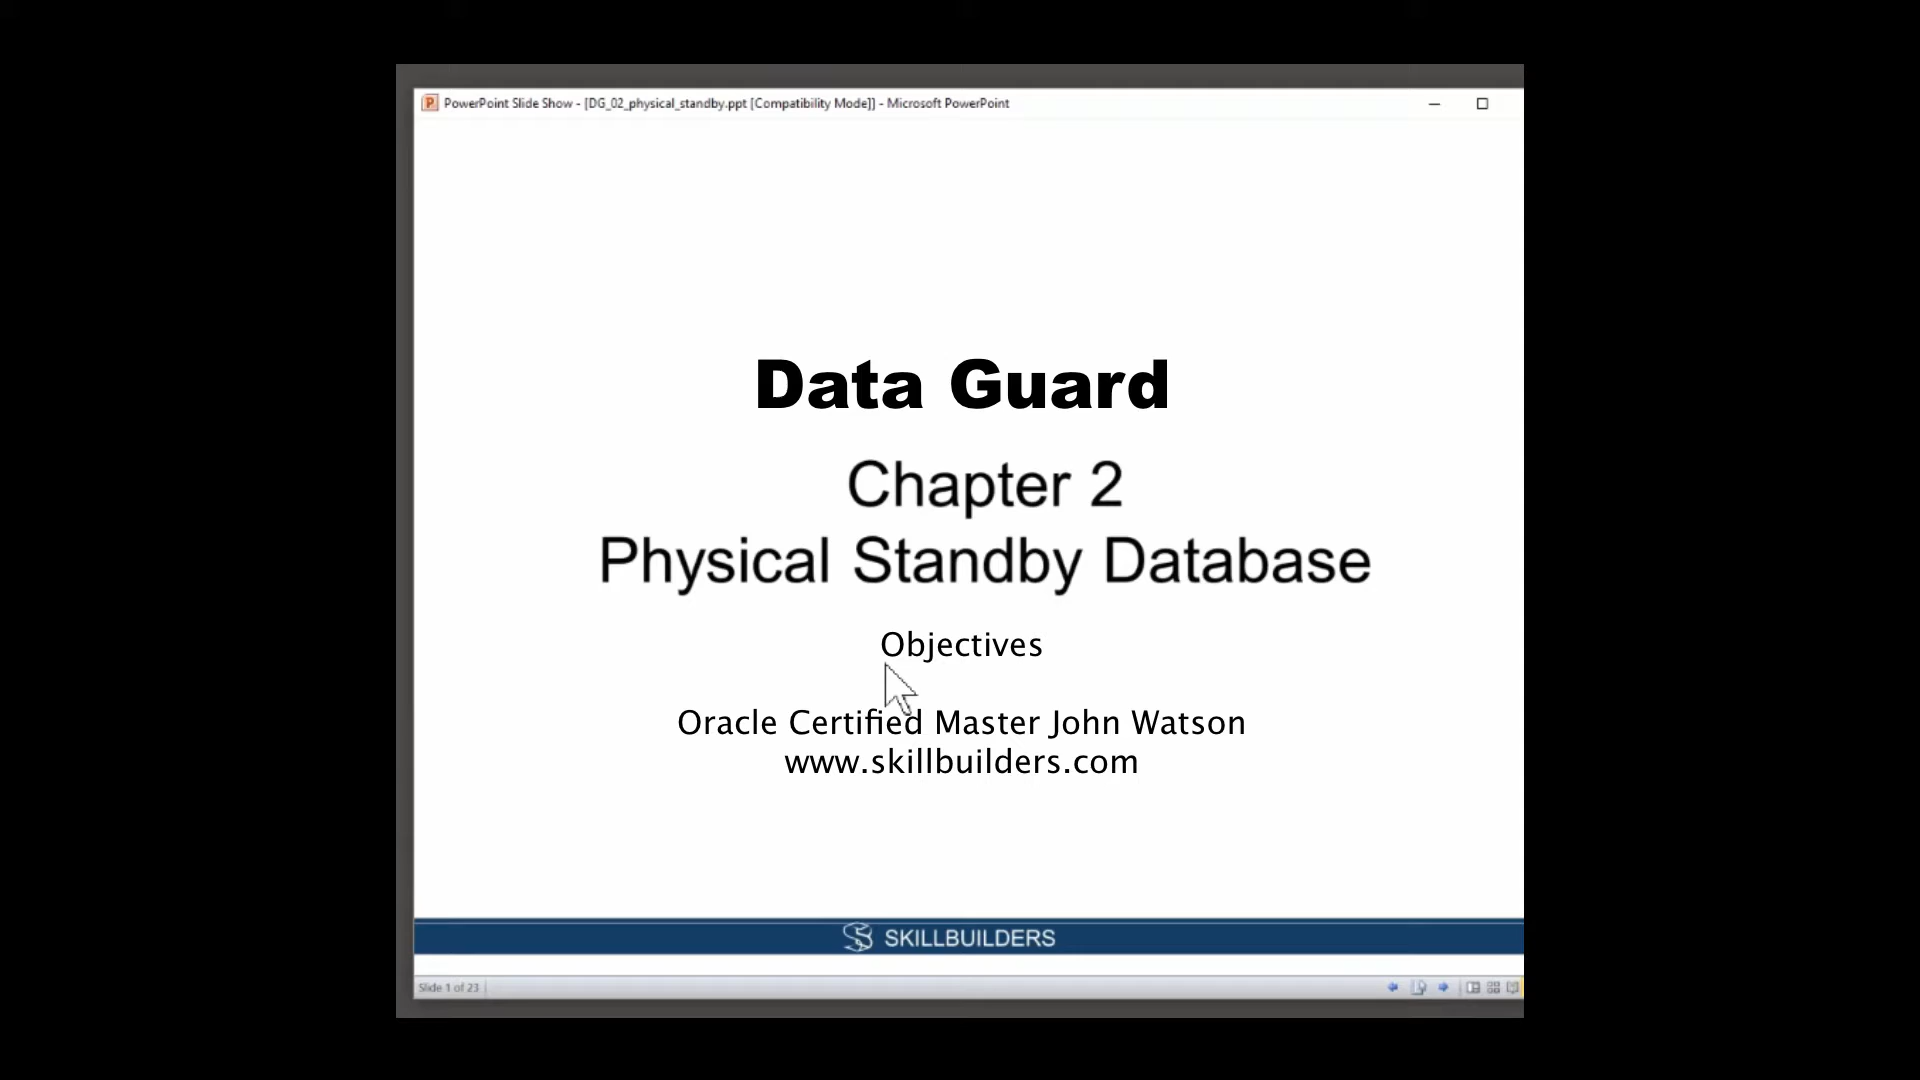 PowerPoint Slide Show - [DG_02_physical_standby.ppt [Compatibility Mode]] - Microsoft PowerPoint
Data Guard
Chapter 2
Physical Standby Database
Objectives
Oracle Certified Master John Watson
www.skillbuilders.com
SKILLBUILDERS
Slide 1 of 23